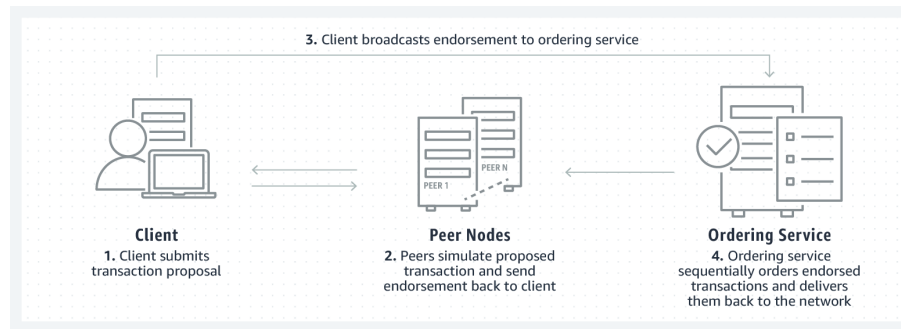 3. Client broadcasts endorsement to ordering service
PEER 1
PEER N
Client
1. Client submits
transaction proposal
Peer Nodes
2. Peers simulate proposed
transaction and send
endorsement back to client
Ordering Service
4. Ordering service
sequentially orders endorsed
transactions and delivers
them back to the network